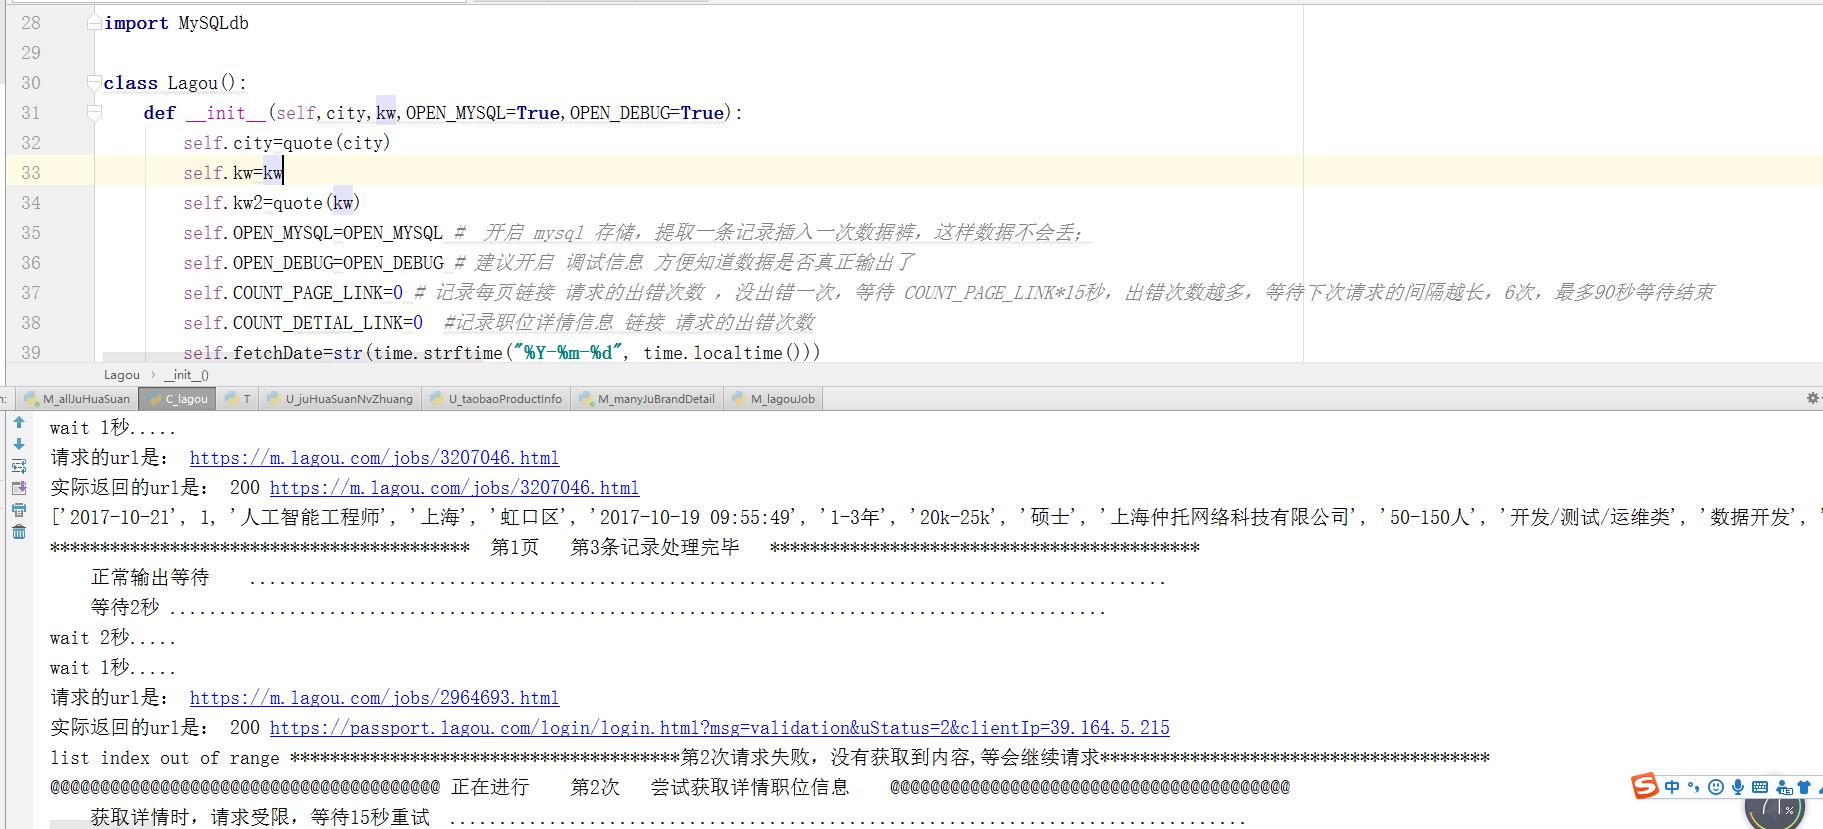 28 import MySQLdb
29
30 class Lagou():
31 def __init__(self,city,kw,OPEN_MYSQL=True,OPEN_DEBUG=True):
32 self.city=quote(city)
33 self.kw=kw
34 self.kw2=quote(kw)
35 self.OPEN_MYSQL=OPEN_MYSQL # 开启 mysql 存储，提取一条记录插入一次数据裤，这样数据不会丢；
36 self.OPEN_DEBUG=OPEN_DEBUG # 建议开启 调试信息 方便知道数据是否真正输出了
37 self.COUNT_PAGE_LINK=0 # 记录每页链接 请求的出错次数 ，没出错一次，等待 COUNT_PAGE_LINK*15秒，出错次数越多，等待下次请求的间隔越长，6次，最多90秒等待结束
38 self.COUNT_DETIAL_LINK=0 #记录职位详情信息 链接 请求的出错次数
39 self.fetchDate=str(time.strftime("%Y-%m-%d", time.localtime()))
Lagou › __init__()
n: M_allJuHuaSuan C_lagou T U_juHuaSuanNvZhuang U_taobaoProductInfo M_manyJuBrandDetail M_lagouJob
wait 1秒.....
请求的url是： https://m.lagou.com/jobs/3207046.html
实际返回的url是： 200 https://m.lagou.com/jobs/3207046.html
['2017-10-21', 1, '人工智能工程师', '上海', '虹口区', '2017-10-19 09:55:49', '1-3年', '20k-25k', '硕士', '上海仲托网络科技有限公司', '50-150人', '开发/测试/运维类', '数据开发', '
****************************************** 第1页 第3条记录处理完毕 *******************************************
正常输出等待 ............................................................................................
等待2秒 ..............................................................................................
wait 2秒.....
wait 1秒.....
请求的url是： https://m.lagou.com/jobs/2964693.html
实际返回的url是： 200 https://passport.lagou.com/login/login.html?msg=validation&uStatus=2&clientIp=39.164.5.215
list index out of range ***************************************第2次请求失败，没有获取到内容,等会继续请求***************************************
@@@@@@@@@@@@@@@@@@@@@@@@@@@@@@@@@@@@@@@ 正在进行 第2次 尝试获取详情职位信息 @@@@@@@@@@@@@@@@@@@@@@@@@@@@@@@@@@@@@@@@
获取详情时，请求受限，等待15秒重试 ................................................................................
S 中